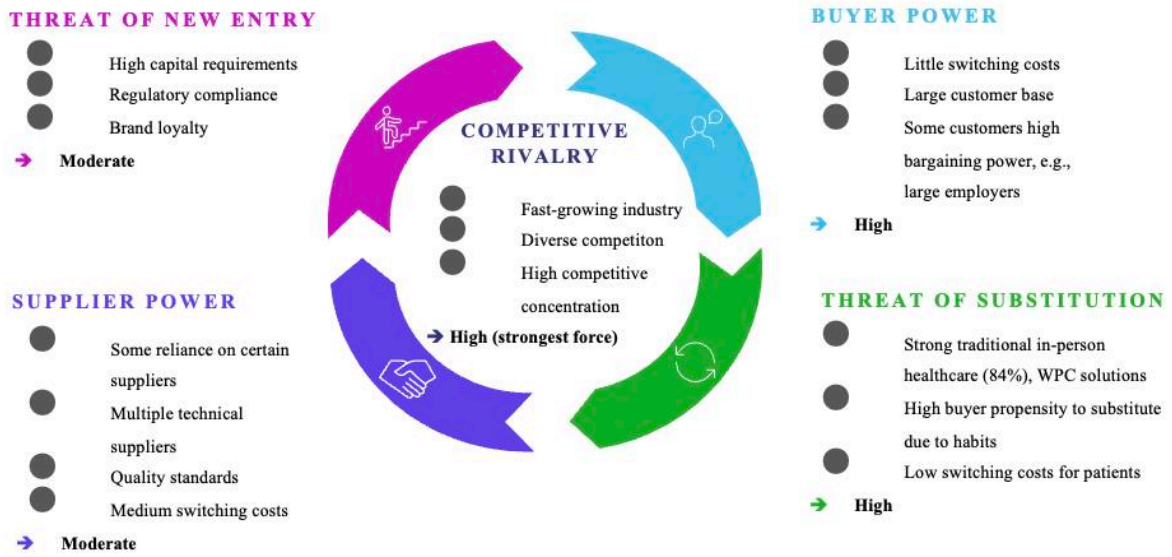 THREAT OF NEW ENTRY
High capital requirements
Regulatory compliance
Brand loyalty
➔ Moderate
BUYER POWER
Little switching costs
Large customer base
Some customers high
bargaining power, e.g.,
large employers
➔ High
COMPETITIVE
RIVALRY
Fast-growing industry
Diverse competiton
High competitive
concentration
➔ High (strongest force)
SUPPLIER POWER
Some reliance on certain
suppliers
Multiple technical
suppliers
Quality standards
Medium switching costs
➔ Moderate
THREAT OF SUBSTITUTION
Strong traditional in-person
healthcare (84%), WPC solutions
High buyer propensity to substitute
due to habits
Low switching costs for patients
➔ High